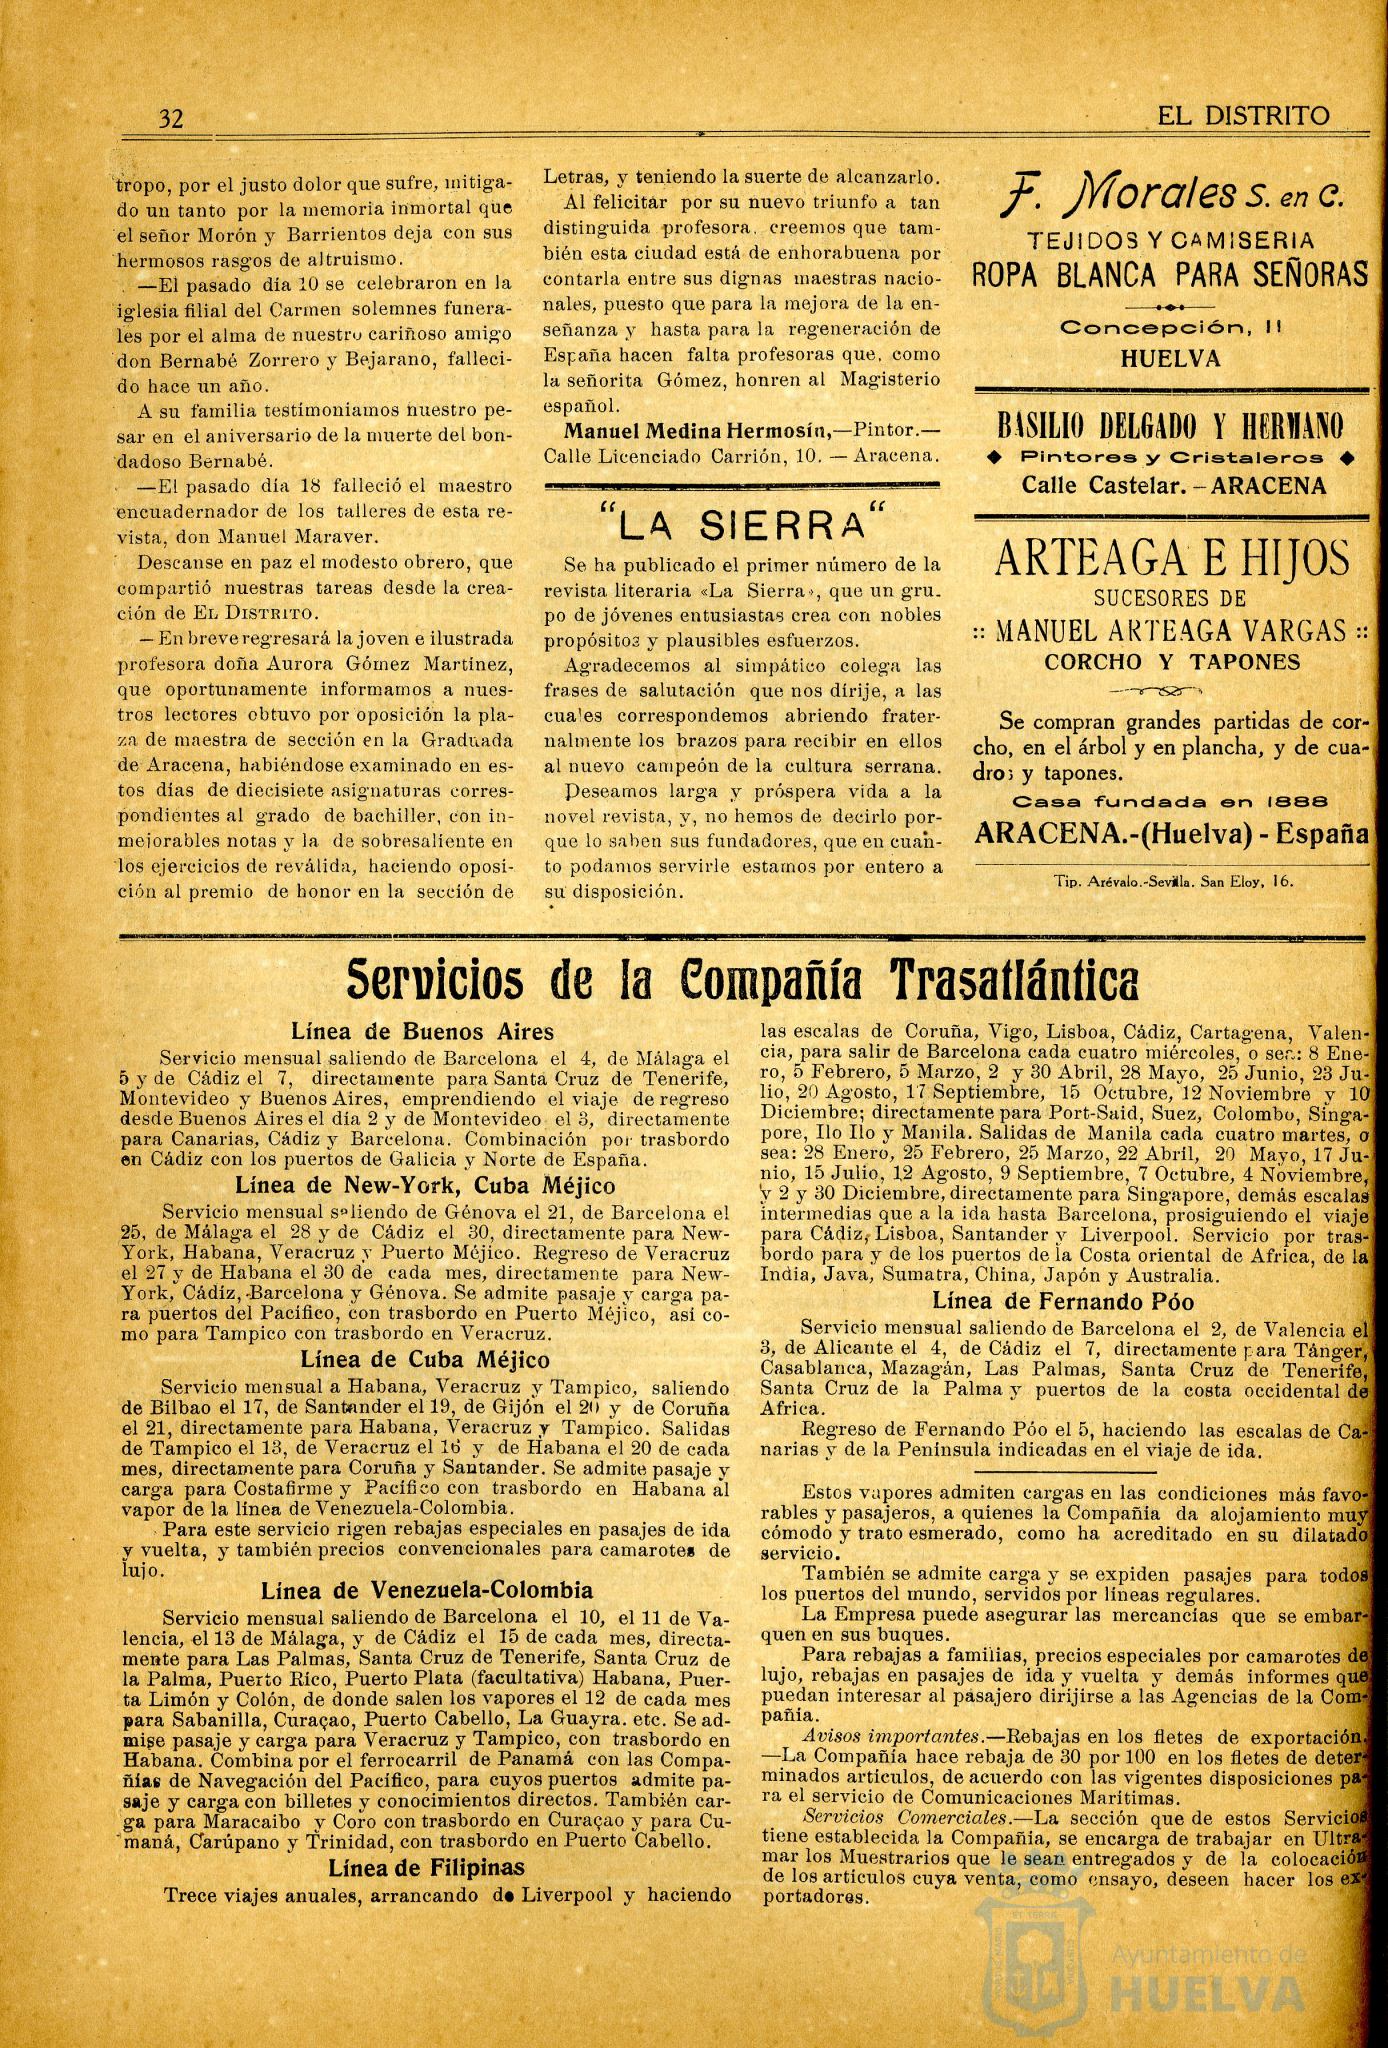 32
EL DISTRITO
tropo, por el justo dolor que sufre, mitiga-
do un tanto por la memoria inmortal que
el señor Morón y Barrientos deja con sus
hermosos rasgos de altruismo.
—El pasado día 10 se celebraron en la
iglesia filial del Carmen solemnes funera-
les por el alma de nuestro cariñoso amigo
don Bernabé Zorrero y Bejarano, falleci-
do hace un año.
A su familia testimoniamos nuestro pe-
sar en el aniversario de la muerte del bon-
dadoso Bernabé.
—El pasado día 18 falleció el maestro
encuadernador de los talleres de esta re-
vista, don Manuel Maraver.
Descanse en paz el modesto obrero, que
compartió nuestras tareas desde la crea-
ción de EL DISTRITO.
—En breve regresará la joven e ilustrada
profesora doña Aurora Gómez Martínez,
que oportunamente informamos a nues-
tros lectores obtuvo por oposición la pla-
za de maestra de sección en la Graduada
de Aracena, habiéndose examinado en es-
tos días de diecisiete asignaturas corres-
pondientes al grado de bachiller, con in-
mejorables notas y la de sobresaliente en
los ejercicios de reválida, haciendo oposi-
ción al premio de honor en la sección de
Letras, y teniendo la suerte de alcanzarlo.
Al felicitar por su nuevo triunfo a tan
distinguida profesora, creemos que tam-
bién esta ciudad está de enhorabuena por
contarla entre sus dignas maestras nacio-
nales, puesto que para la mejora de la en-
señanza y hasta para la regeneración de
España hacen falta profesoras que, como
la señorita Gómez, honren al Magisterio
español.
Manuel Medina Hermosín,—Pintor.—
Calle Licenciado Carrión, 10. — Aracena.
“LA SIERRA“
Se ha publicado el primer número de la
revista literaria «La Sierra», que un gru-
po de jóvenes entusiastas crea con nobles
propósitos y plausibles esfuerzos.
Agradecemos al simpático colega las
frases de salutación que nos dírije, a las
cuales correspondemos abriendo frater-
nalmente los brazos para recibir en ellos
al nuevo campeón de la cultura serrana.
Deseamos larga y próspera vida a la
novel revista, y, no hemos de decirlo por-
que lo saben sus fundadores, que en cuan-
to podamos servirle estamos por entero a
su disposición.
F. Morales S. en C.
TEJIDOS Y CAMISERIA
ROPA BLANCA PARA SEÑORAS
Concepción, 11
HUELVA
BASILIO DELGADO Y HERMANO
◆ Pintores y Cristaleros ◆
Calle Castelar. – ARACENA
ARTEAGA E HIJOS
SUCESORES DE
:: MANUEL ARTEAGA VARGAS ::
CORCHO Y TAPONES
Se compran grandes partidas de cor-
cho, en el árbol y en plancha, y de cua-
dros y tapones.
Casa fundada en 1888
ARACENA.-(Huelva) - España
Tip. Arévalo.-Sevilla. San Eloy, 16.
Servicios de la Compañía Trasatlántica
Línea de Buenos Aires
Servicio mensual saliendo de Barcelona el 4, de Málaga el
5 y de Cádiz el 7, directamente para Santa Cruz de Tenerife,
Montevideo y Buenos Aires, emprendiendo el viaje de regreso
desde Buenos Aires el día 2 y de Montevideo el 3, directamente
para Canarias, Cádiz y Barcelona. Combinación por trasbordo
en Cádiz con los puertos de Galicia y Norte de España.
Línea de New-York, Cuba Méjico
Servicio mensual saliendo de Génova el 21, de Barcelona el
25, de Málaga el 28 y de Cádiz el 30, directamente para New-
York, Habana, Veracruz y Puerto Méjico. Regreso de Veracruz
el 27 y de Habana el 30 de cada mes, directamente para New-
York, Cádiz, Barcelona y Génova. Se admite pasaje y carga pa-
ra puertos del Pacífico, con trasbordo en Puerto Méjico, así co-
mo para Tampico con trasbordo en Veracruz.
Línea de Cuba Méjico
Servicio mensual a Habana, Veracruz y Tampico, saliendo
de Bilbao el 17, de Santander el 19, de Gijón el 20 y de Coruña
el 21, directamente para Habana, Veracruz y Tampico. Salidas
de Tampico el 13, de Veracruz el 16 y de Habana el 20 de cada
mes, directamente para Coruña y Santander. Se admite pasaje y
carga para Costafirme y Pacífico con trasbordo en Habana al
vapor de la línea de Venezuela-Colombia.
Para este servicio rigen rebajas especiales en pasajes de ida
y vuelta, y también precios convencionales para camarotes de
lujo.
Línea de Venezuela-Colombia
Servicio mensual saliendo de Barcelona el 10, el 11 de Va-
lencia, el 13 de Málaga, y de Cádiz el 15 de cada mes, directa-
mente para Las Palmas, Santa Cruz de Tenerife, Santa Cruz de
la Palma, Puerto Rico, Puerto Plata (facultativa) Habana, Puer-
ta Limón y Colón, de donde salen los vapores el 12 de cada mes
para Sabanilla, Curaçao, Puerto Cabello, La Guayra. etc. Se ad-
mite pasaje y carga para Veracruz y Tampico, con trasbordo en
Habana. Combina por el ferrocarril de Panamá con las Compa-
ñías de Navegación del Pacífico, para cuyos puertos admite pa-
saje y carga con billetes y conocimientos directos. También car-
ga para Maracaibo y Coro con trasbordo en Curaçao y para Cu-
maná, Carúpano y Trinidad, con trasbordo en Puerto Cabello.
Línea de Filipinas
Trece viajes anuales, arrancando de Liverpool y haciendo
las escalas de Coruña, Vigo, Lisboa, Cádiz, Cartagena, Valen-
cia, para salir de Barcelona cada cuatro miércoles, o sea: 8 Ene-
ro, 5 Febrero, 5 Marzo, 2 y 30 Abril, 28 Mayo, 25 Junio, 23 Ju-
lio, 20 Agosto, 17 Septiembre, 15 Octubre, 12 Noviembre y 10
Diciembre; directamente para Port-Said, Suez, Colombo, Singa-
pore, Ilo Ilo y Manila. Salidas de Manila cada cuatro martes, o
sea: 28 Enero, 25 Febrero, 25 Marzo, 22 Abril, 20 Mayo, 17 Ju-
nio, 15 Julio, 12 Agosto, 9 Septiembre, 7 Octubre, 4 Noviembre,
y 2 y 30 Diciembre, directamente para Singapore, demás escalas
intermedias que a la ida hasta Barcelona, prosiguiendo el viaje
para Cádiz, Lisboa, Santander y Liverpool. Servicio por tras-
bordo para y de los puertos de la Costa oriental de Africa, de la
India, Java, Sumatra, China, Japón y Australia.
Línea de Fernando Póo
Servicio mensual saliendo de Barcelona el 2, de Valencia el
3, de Alicante el 4, de Cádiz el 7, directamente para Tánger,
Casablanca, Mazagán, Las Palmas, Santa Cruz de Tenerife,
Santa Cruz de la Palma y puertos de la costa occidental de
Africa.
Regreso de Fernando Póo el 5, haciendo las escalas de Ca-
narias y de la Península indicadas en el viaje de ida.
Estos vapores admiten cargas en las condiciones más favo-
rables y pasajeros, a quienes la Compañía da alojamiento muy
cómodo y trato esmerado, como ha acreditado en su dilatado
servicio.
También se admite carga y se expiden pasajes para todos
los puertos del mundo, servidos por líneas regulares.
La Empresa puede asegurar las mercancías que se embar-
quen en sus buques.
Para rebajas a familias, precios especiales por camarotes de
lujo, rebajas en pasajes de ida y vuelta y demás informes que
puedan interesar al pasajero dirijirse a las Agencias de la Com-
pañía.
Avisos importantes.—Rebajas en los fletes de exportación.
—La Compañía hace rebaja de 30 por 100 en los fletes de deter-
minados artículos, de acuerdo con las vigentes disposiciones pa-
ra el servicio de Comunicaciones Marítimas.
Servicios Comerciales.—La sección que de estos Servicios
tiene establecida la Compañía, se encarga de trabajar en Ultra-
mar los Muestrarios que le sean entregados y de la colocación
de los artículos cuya venta, como ensayo, deseen hacer los ex-
portadores.
Ayuntamiento de
HUELVA